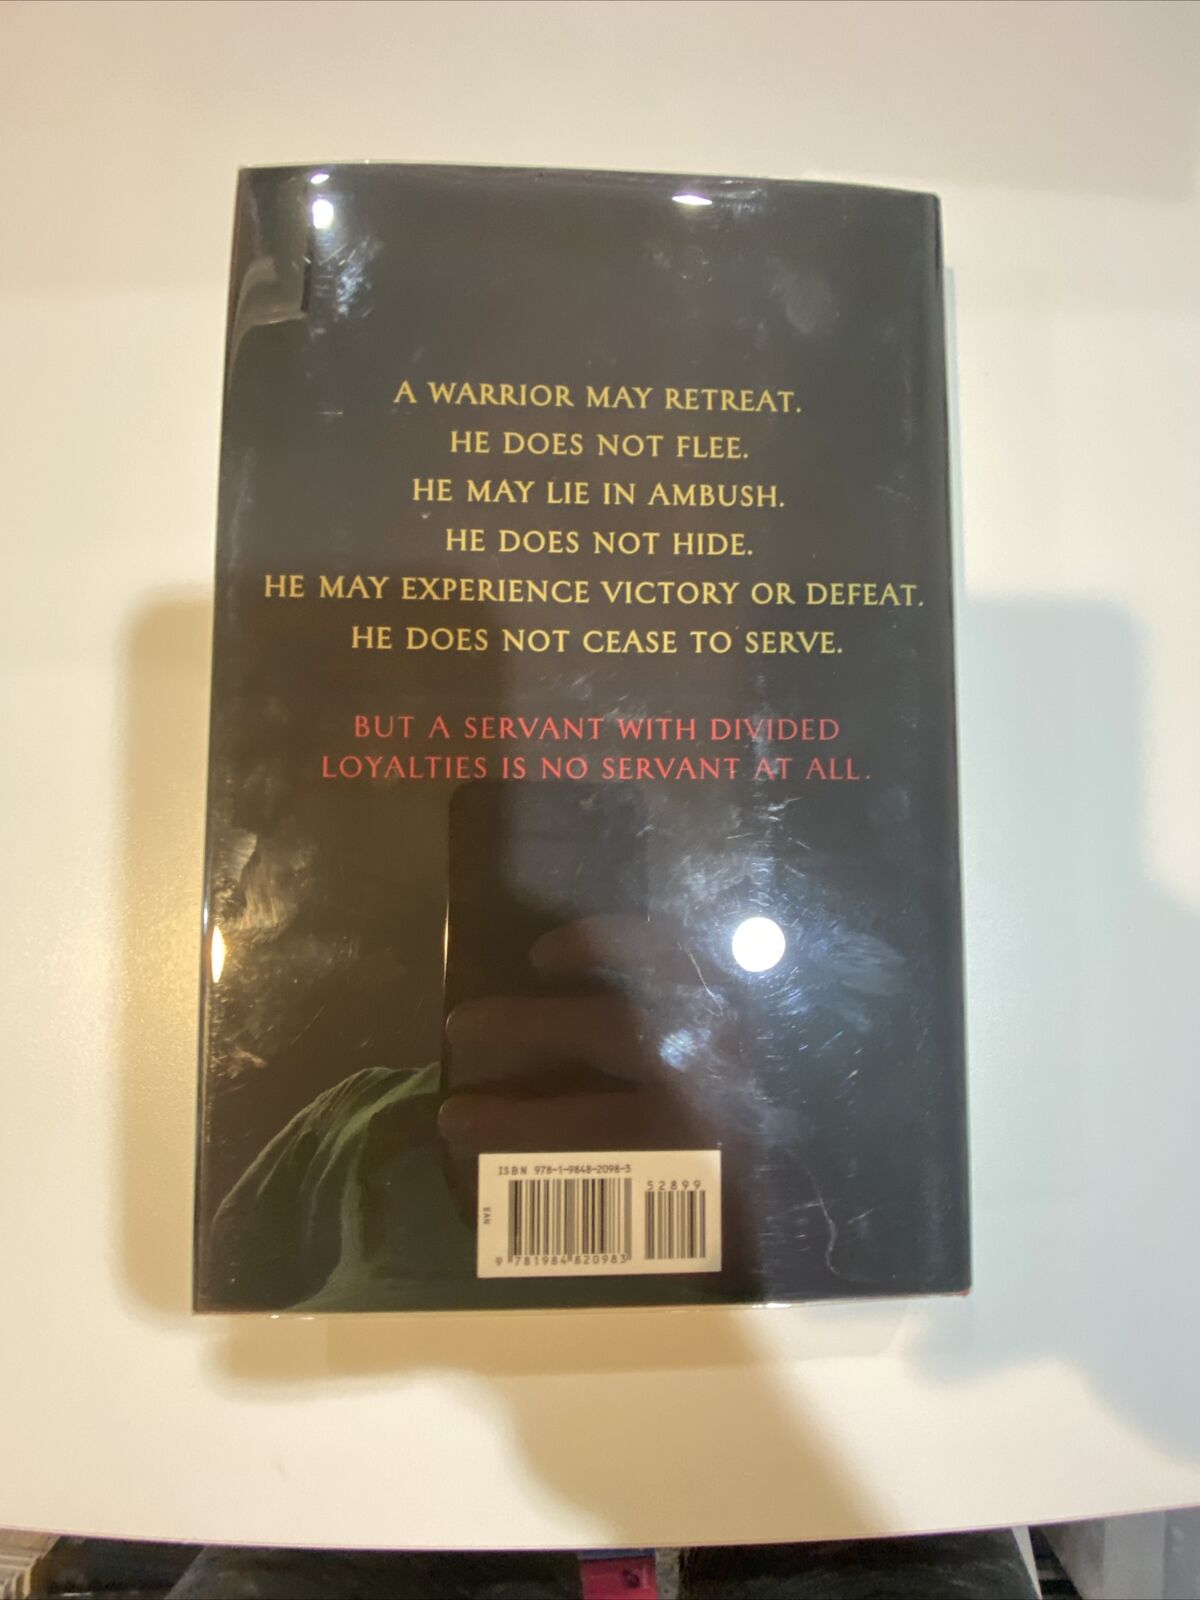 A WARRIOR MAY RETREAT.
HE DOES NOT FLEE.
HE MAY LIE IN AMBUSH.
HE DOES NOT HIDE.
HE MAY EXPERIENCE VICTORY OR DEFEAT.
HE DOES NOT CEASE TO SERVE.
BUT A SERVANT WITH DIVIDED
LOYALTIES IS NO SERVANT AT ALL.
ISBN 978-1-9848-2098-3
52899
EAN
9 781984 820983